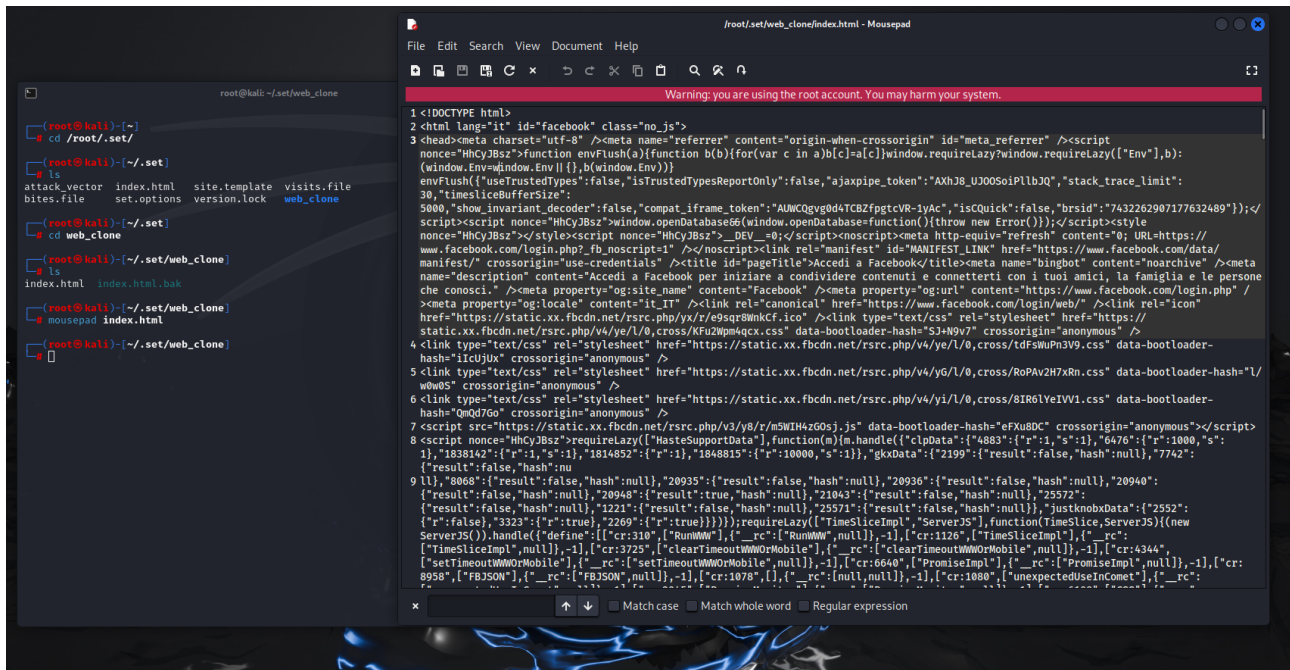 root@kali: ~/.set/web_clone
┌──(root㉿kali)-[~]
└─# cd /root/.set/
┌──(root㉿kali)-[~/.set]
└─# ls
attack_vector index.html site.template visits.file
bites.file set.options version.lock web_clone
┌──(root㉿kali)-[~/.set]
└─# cd web_clone
┌──(root㉿kali)-[~/.set/web_clone]
└─# ls
index.html index.html.bak
┌──(root㉿kali)-[~/.set/web_clone]
└─# mousepad index.html
┌──(root㉿kali)-[~/.set/web_clone]
└─#
/root/.set/web_clone/index.html - Mousepad
File Edit Search View Document Help
Warning: you are using the root account. You may harm your system.
1 <!DOCTYPE html>
2 <html lang="it" id="facebook" class="no_js">
3 <head><meta charset="utf-8" /><meta name="referrer" content="origin-when-crossorigin" id="meta_referrer" /><script
nonce="HhCyJBsz">function envFlush(a){function b(b){for(var c in a)b[c]=a[c]}window.requireLazy?window.requireLazy(["Env"],b):
(window.Env=window.Env||{},b(window.Env))}
envFlush({"useTrustedTypes":false,"isTrustedTypesReportOnly":false,"ajaxpipe_token":"AXhJ8_UJOOSoiPllbJQ","stack_trace_limit":
30,"timesliceBufferSize":
5000,"show_invariant_decoder":false,"compat_iframe_token":"AUWCQgvg0d4TCBZfpgtcVR-1yAc","isCQuick":false,"brsid":"7432262907177632489"});</
script><script nonce="HhCyJBsz">window.openDatabase&&(window.openDatabase=function(){throw new Error()});</script><style
nonce="HhCyJBsz"></style><script nonce="HhCyJBsz">__DEV__=0;</script><noscript><meta http-equiv="refresh" content="0; URL=https://
www.facebook.com/login.php?_fb_noscript=1" /></noscript><link rel="manifest" id="MANIFEST_LINK" href="https://www.facebook.com/data/
manifest/" crossorigin="use-credentials" /><title id="pageTitle">Accedi a Facebook</title><meta name="bingbot" content="noarchive" /><meta
name="description" content="Accedi a Facebook per iniziare a condividere contenuti e connetterti con i tuoi amici, la famiglia e le persone
che conosci." /><meta property="og:site_name" content="Facebook" /><meta property="og:url" content="https://www.facebook.com/login.php" /
><meta property="og:locale" content="it_IT" /><link rel="canonical" href="https://www.facebook.com/login/web/" /><link rel="icon"
href="https://static.xx.fbcdn.net/rsrc.php/yx/r/e9sqr8WnkCf.ico" /><link type="text/css" rel="stylesheet" href="https://
static.xx.fbcdn.net/rsrc.php/v4/ye/l/0,cross/KFu2Wpm4qcx.css" data-bootloader-hash="SJ+N9v7" crossorigin="anonymous" />
4 <link type="text/css" rel="stylesheet" href="https://static.xx.fbcdn.net/rsrc.php/v4/ye/l/0,cross/tdFsWuPn3V9.css" data-bootloader-
hash="iIcUjUx" crossorigin="anonymous" />
5 <link type="text/css" rel="stylesheet" href="https://static.xx.fbcdn.net/rsrc.php/v4/yG/l/0,cross/RoPAv2H7xRn.css" data-bootloader-hash="l/
w0w0S" crossorigin="anonymous" />
6 <link type="text/css" rel="stylesheet" href="https://static.xx.fbcdn.net/rsrc.php/v4/yi/l/0,cross/8IR6lYeIVV1.css" data-bootloader-
hash="QmQd7Go" crossorigin="anonymous" />
7 <script src="https://static.xx.fbcdn.net/rsrc.php/v3/y8/r/m5WIH4zGOsj.js" data-bootloader-hash="eFXu8DC" crossorigin="anonymous"></script>
8 <script nonce="HhCyJBsz">requireLazy(["HasteSupportData"],function(m){m.handle({"clpData":{"4883":{"r":1,"s":1},"6476":{"r":1000,"s":
1},"1838142":{"r":1,"s":1},"1814852":{"r":1},"1848815":{"r":10000,"s":1}},"gkxData":{"2199":{"result":false,"hash":null},"7742":
{"result":false,"hash":nu
9 ll},"8068":{"result":false,"hash":null},"20935":{"result":false,"hash":null},"20936":{"result":false,"hash":null},"20940":
{"result":false,"hash":null},"20948":{"result":true,"hash":null},"21043":{"result":false,"hash":null},"25572":
{"result":false,"hash":null},"1221":{"result":false,"hash":null},"25571":{"result":false,"hash":null}},"justknobxData":{"2552":
{"r":false},"3323":{"r":true},"2269":{"r":true}}})});requireLazy(["TimeSliceImpl","ServerJS"],function(TimeSlice,ServerJS){(new
ServerJS()).handle({"define":[["cr:310",["RunWWW"],{"__rc":["RunWWW",null]},-1],["cr:1126",["TimeSliceImpl"],{"__rc":
["TimeSliceImpl",null]},-1],["cr:3725",["clearTimeoutWWWOrMobile"],{"__rc":["clearTimeoutWWWOrMobile",null]},-1],["cr:4344",
["setTimeoutWWWOrMobile"],{"__rc":["setTimeoutWWWOrMobile",null]},-1],["cr:6640",["PromiseImpl"],{"__rc":["PromiseImpl",null]},-1],["cr:
8958",["FBJSON"],{"__rc":["FBJSON",null]},-1],["cr:1078",[],{"__rc":[null,null]},-1],["cr:1080",["unexpectedUseInComet"],{"__rc":
Match case Match whole word Regular expression